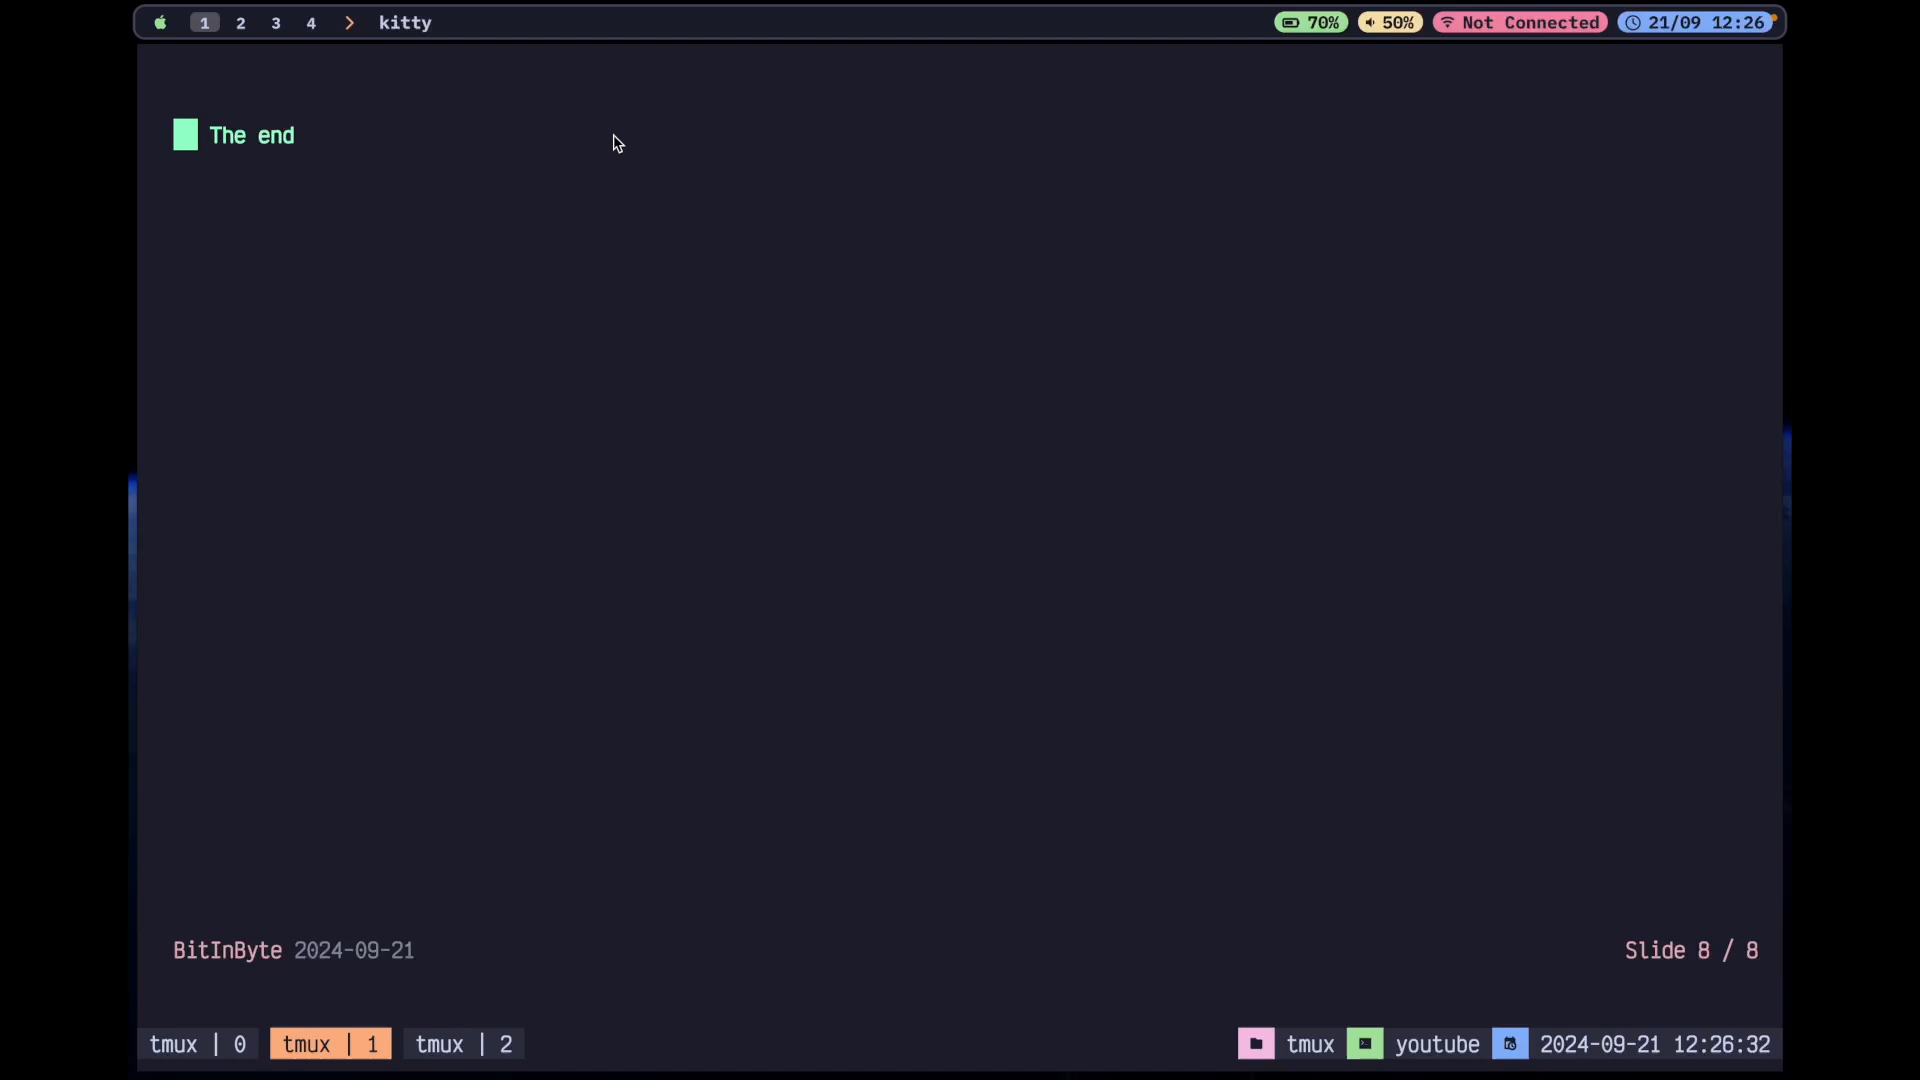 1 2 3 4 > kitty 70% 50% Not Connected 21/09 12:26
The end
BitInByte 2024-09-21 Slide 8 / 8
tmux | 0 tmux | 1 tmux | 2 tmux youtube 2024-09-21 12:26:32